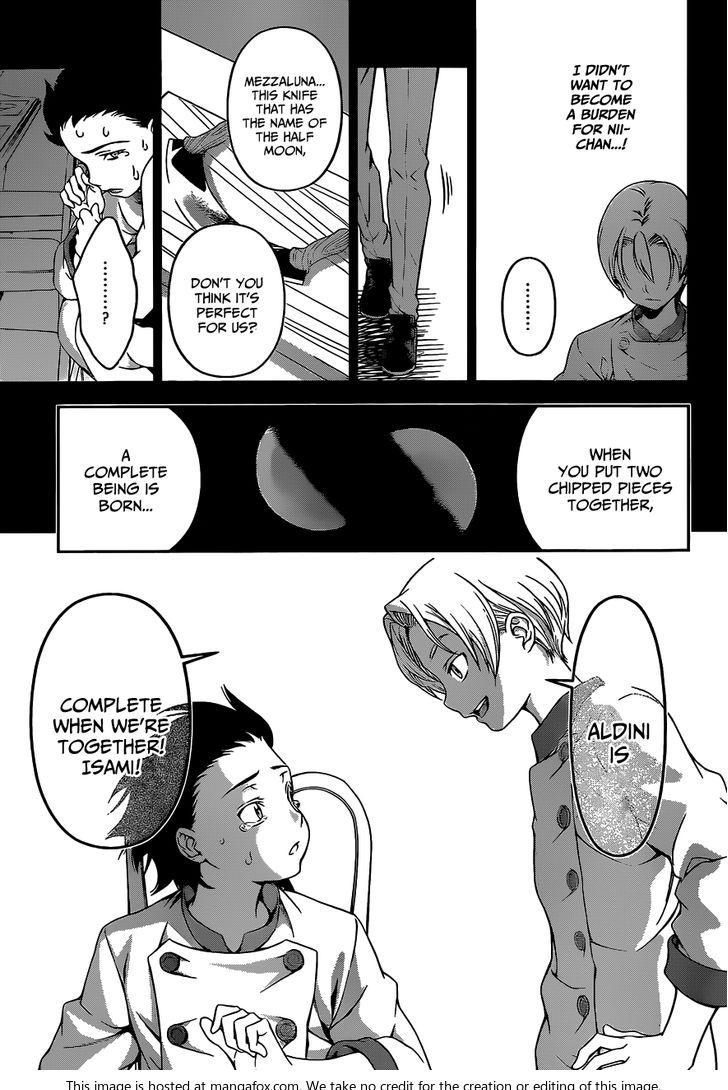 I DIDN'T
WANT TO
BECOME
A BURDEN
FOR NII-
CHAN...!
.........
MEZZALUNA...
THIS KNIFE
THAT HAS
THE NAME OF
THE HALF
MOON,
DON'T YOU
THINK IT'S
PERFECT
FOR US?
.........?
WHEN
YOU PUT TWO
CHIPPED PIECES
TOGETHER,
A
COMPLETE
BEING IS
BORN...
ALDINI
IS
COMPLETE
WHEN WE'RE
TOGETHER!
ISAMI!
This image is hosted at mangafox.com. We take no credit for the creation or editing of this image.